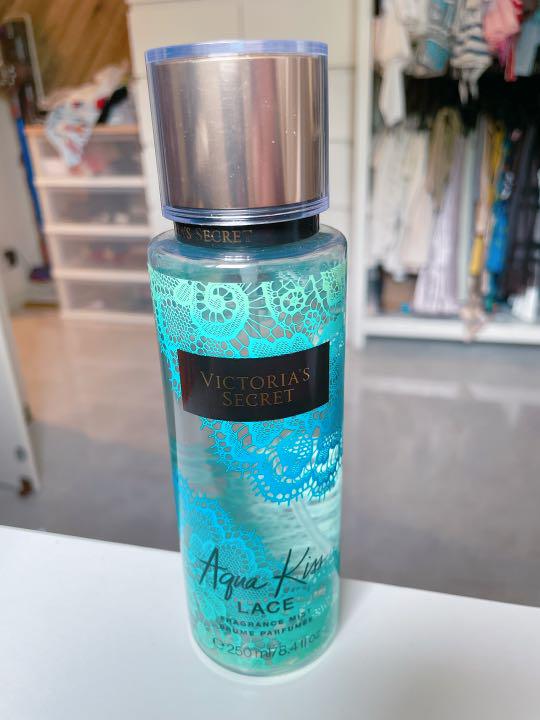 'S SECRET
VICTORIA'S
SECRET
Aqua Kiss
LACE
FRAGRANCE MIST
BRUME PARFUMÉE
℮ 250 ml/8.4 fl oz